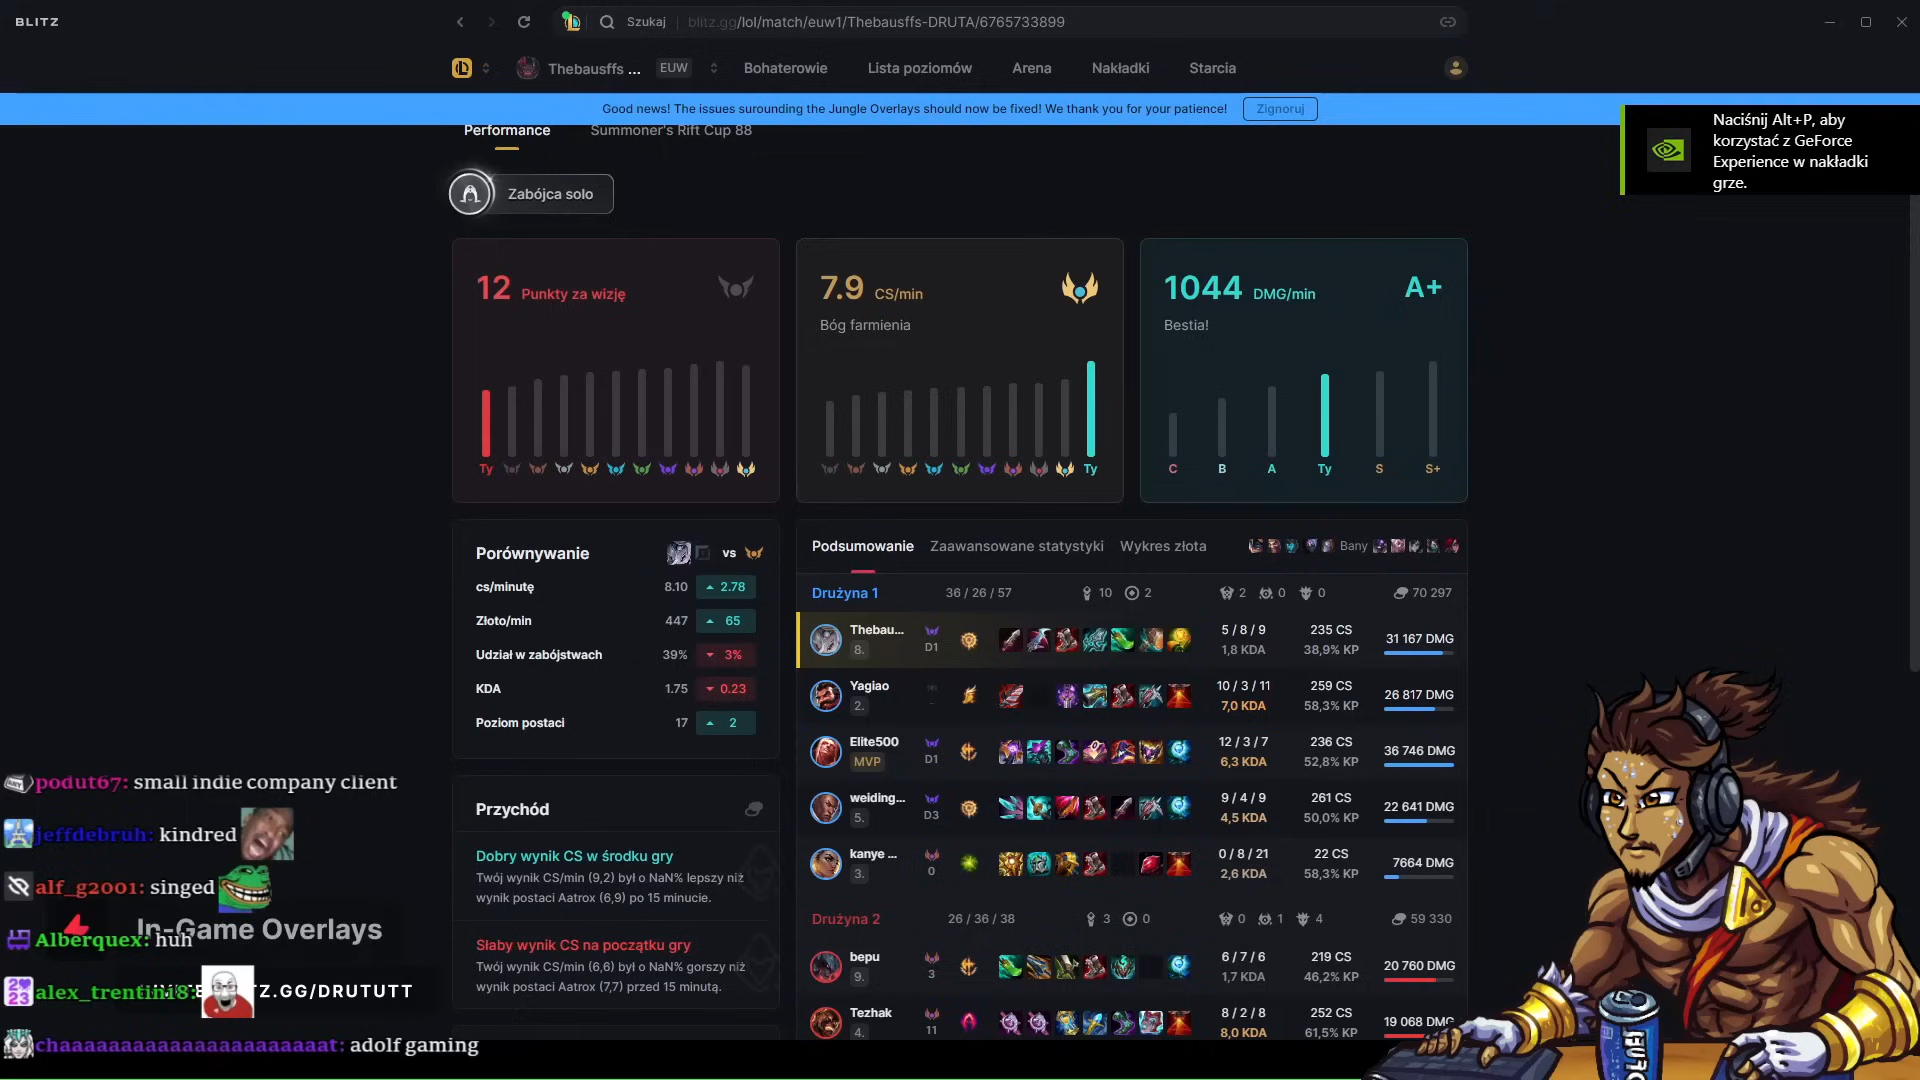 BLITZ
Szukaj | blitz.gg/lol/match/euw1/Thebausffs-DRUTA/6765733899
Thebausffs ... EUW Bohaterowie Lista poziomów Arena Nakładki Starcia
Good news! The issues surounding the Jungle Overlays should now be fixed! We thank you for your patience! Zignoruj
Naciśnij Alt+P, aby
korzystać z GeForce
Experience w nakładki
grze.
Performance Summoner's Rift Cup 88
Zabójca solo
12 Punkty za wizję
Ty
7.9 CS/min
Bóg farmienia
Ty
1044 DMG/min A+
Bestia!
C B A Ty S S+
Porównywanie vs
cs/minutę 8.10 2.78
Złoto/min 447 65
Udział w zabójstwach 39% 3%
KDA 1.75 0.23
Poziom postaci 17 2
Przychód
Dobry wynik CS w środku gry
Twój wynik CS/min (9,2) był o NaN% lepszy niż
wynik postaci Aatrox (6,9) po 15 minucie.
Słaby wynik CS na początku gry
Twój wynik CS/min (6,6) był o NaN% gorszy niż
wynik postaci Aatrox (7,7) przed 15 minutą.
Podsumowanie Zaawansowane statystyki Wykres złota Bany
Drużyna 1 36 / 26 / 57 10 2 2 0 0 70 297
Thebau... D1 5 / 8 / 9 235 CS 31 167 DMG
8. 1,8 KDA 38,9% KP
Yagiao 10 / 3 / 11 259 CS 26 817 DMG
2. 7,0 KDA 58,3% KP
Elite500 D1 12 / 3 / 7 236 CS 36 746 DMG
MVP 6,3 KDA 52,8% KP
weiding... D3 9 / 4 / 9 261 CS 22 641 DMG
5. 4,5 KDA 50,0% KP
kanye ... 0 0 / 8 / 21 22 CS 7664 DMG
3. 2,6 KDA 58,3% KP
Drużyna 2 26 / 36 / 38 3 0 0 1 4 59 330
bepu 3 6 / 7 / 6 219 CS 20 760 DMG
9. 1,7 KDA 46,2% KP
Tezhak 11 8 / 2 / 8 252 CS 19 068 DMG
4. 8,0 KDA 61,5% KP
podut67: small indie company client
jeffdebruh: kindred
alf_g2001: singed
In-Game Overlays
Alberquex: huh
alex_trentini8:
TZ.GG/DRUTUTT
chaaaaaaaaaaaaaaaaaaaaaat: adolf gaming